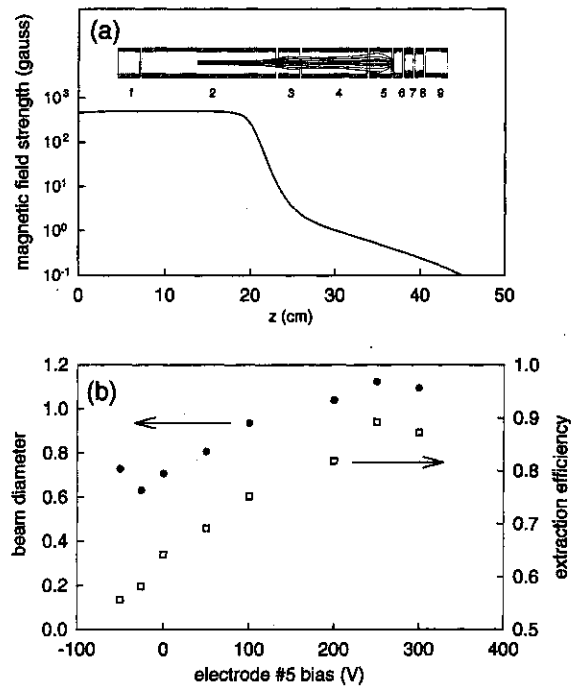 (a)
1 2 3 4 5 6 7 8 9
magnetic field strength (gauss)
10³
10²
10¹
10⁰
10⁻¹
0 10 20 30 40 50
z (cm)
(b)
beam diameter
1.2
1.0
0.8
0.6
0.4
0.2
0.0
extraction efficiency
1.0
0.9
0.8
0.7
0.6
0.5
-100 0 100 200 300 400
electrode #5 bias (V)